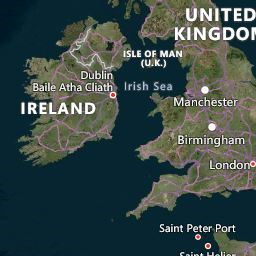 UNITED
KINGDOM
ISLE OF MAN
(U.K.)
Dublin
Baile Átha Cliath
Irish Sea
IRELAND
Manchester
Birmingham
London
Saint Peter Port
Saint Helier